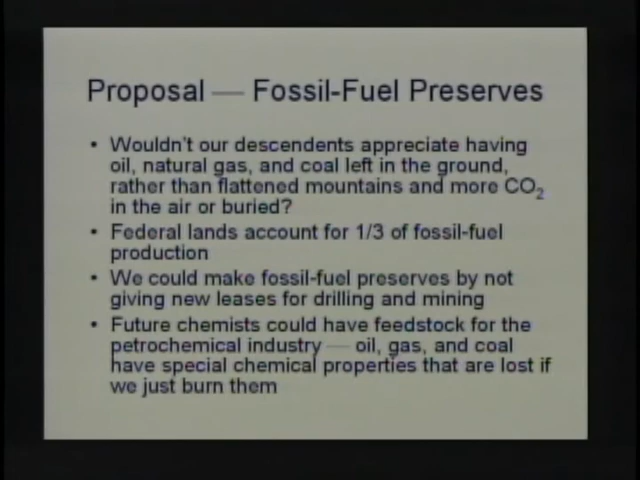 Proposal — Fossil-Fuel Preserves
• Wouldn't our descendents appreciate having
oil, natural gas, and coal left in the ground,
rather than flattened mountains and more CO2
in the air or buried?
• Federal lands account for 1/3 of fossil-fuel
production
• We could make fossil-fuel preserves by not
giving new leases for drilling and mining
• Future chemists could have feedstock for the
petrochemical industry — oil, gas, and coal
have special chemical properties that are lost if
we just burn them